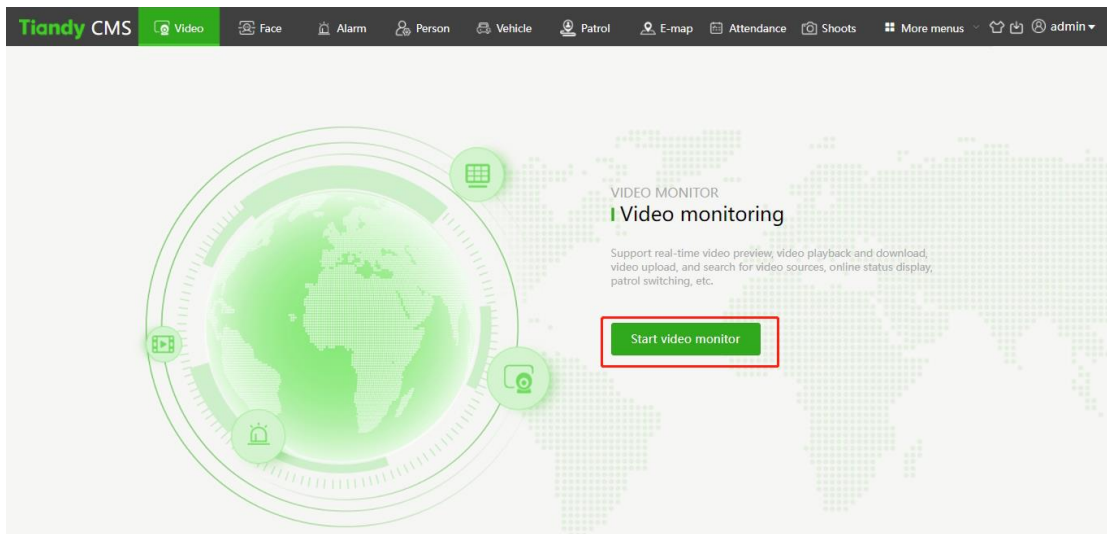 Tiandy CMS Video Face Alarm Person Vehicle Patrol E-map Attendance Shoots More menus admin
VIDEO MONITOR
Video monitoring
Support real-time video preview, video playback and download,
video upload, and search for video sources, online status display,
patrol switching, etc.
Start video monitor